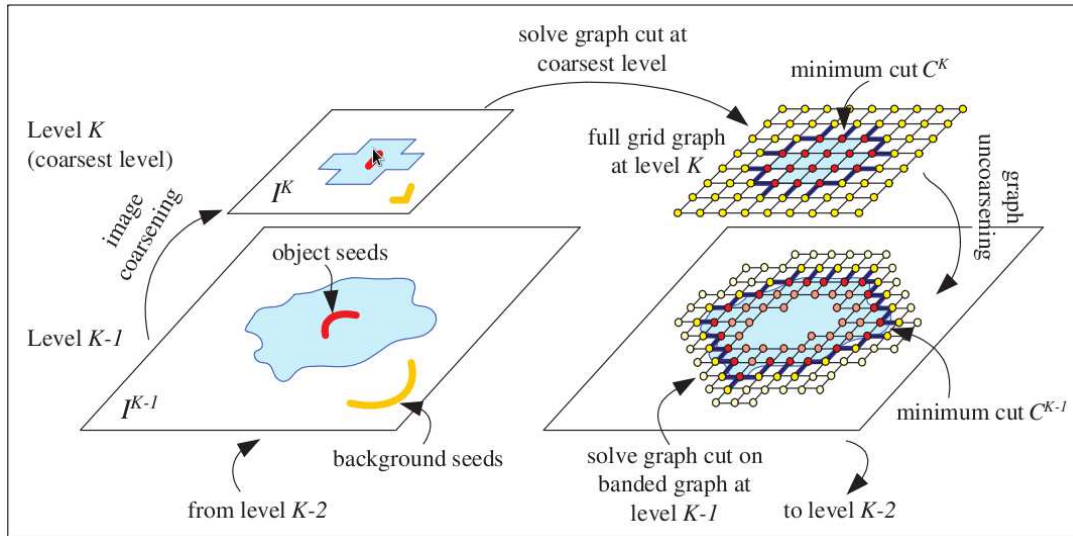 solve graph cut at
coarsest level
minimum cut C^K
Level K
(coarsest level)
full grid graph
at level K
I^K
image
coarsening
graph
uncoarsening
object seeds
Level K-1
I^K-1
minimum cut C^K-1
background seeds
solve graph cut on
banded graph at
level K-1
from level K-2
to level K-2